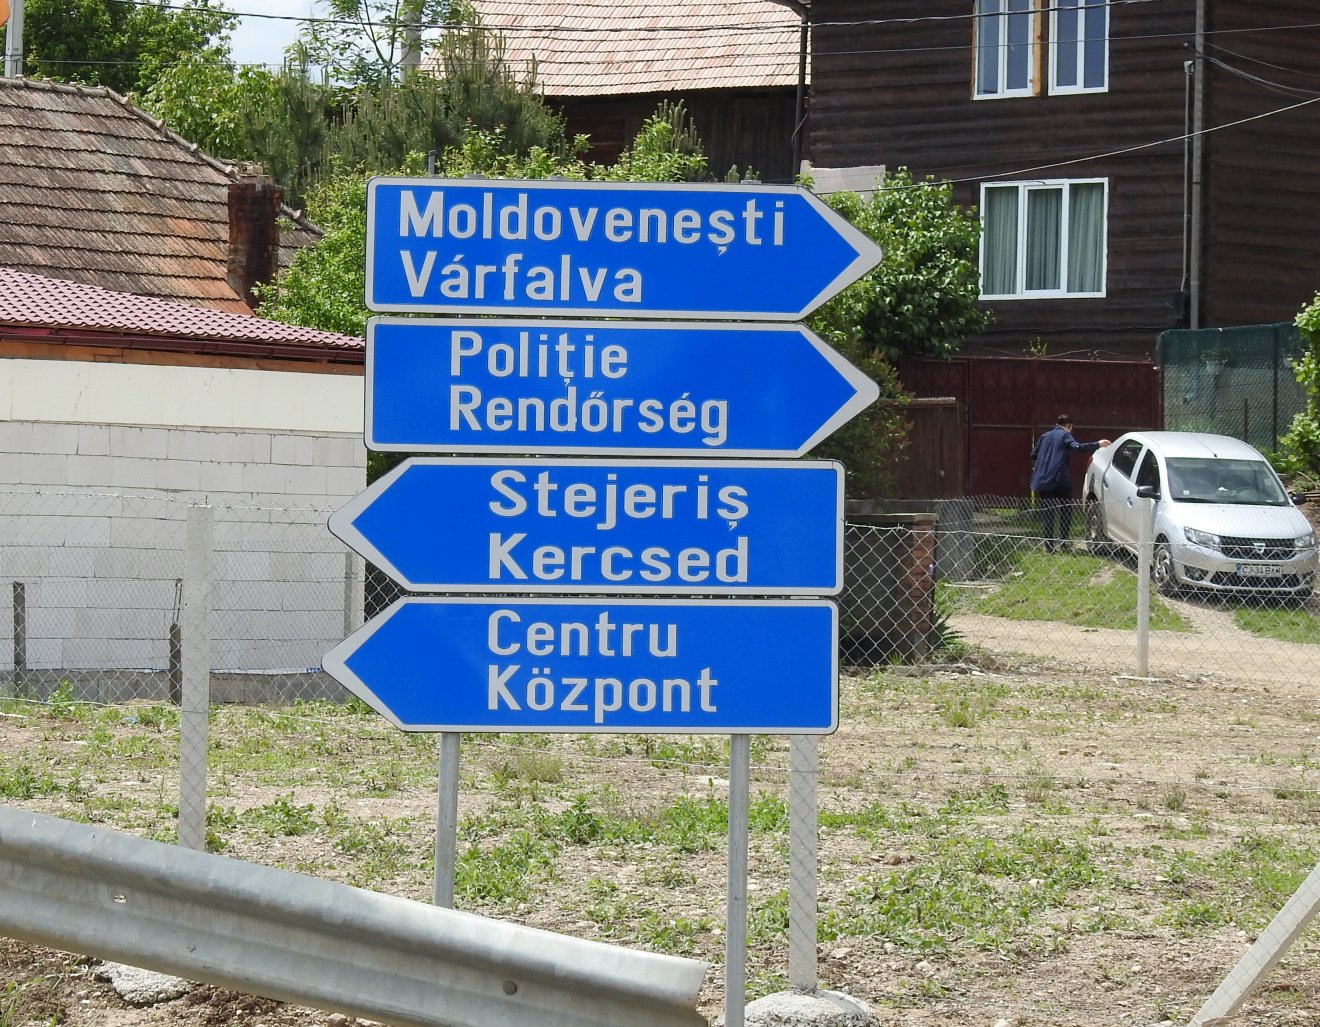 Moldovenești
Várfalva
Poliție
Rendőrség
Stejeriș
Kercsed
Centru
Központ